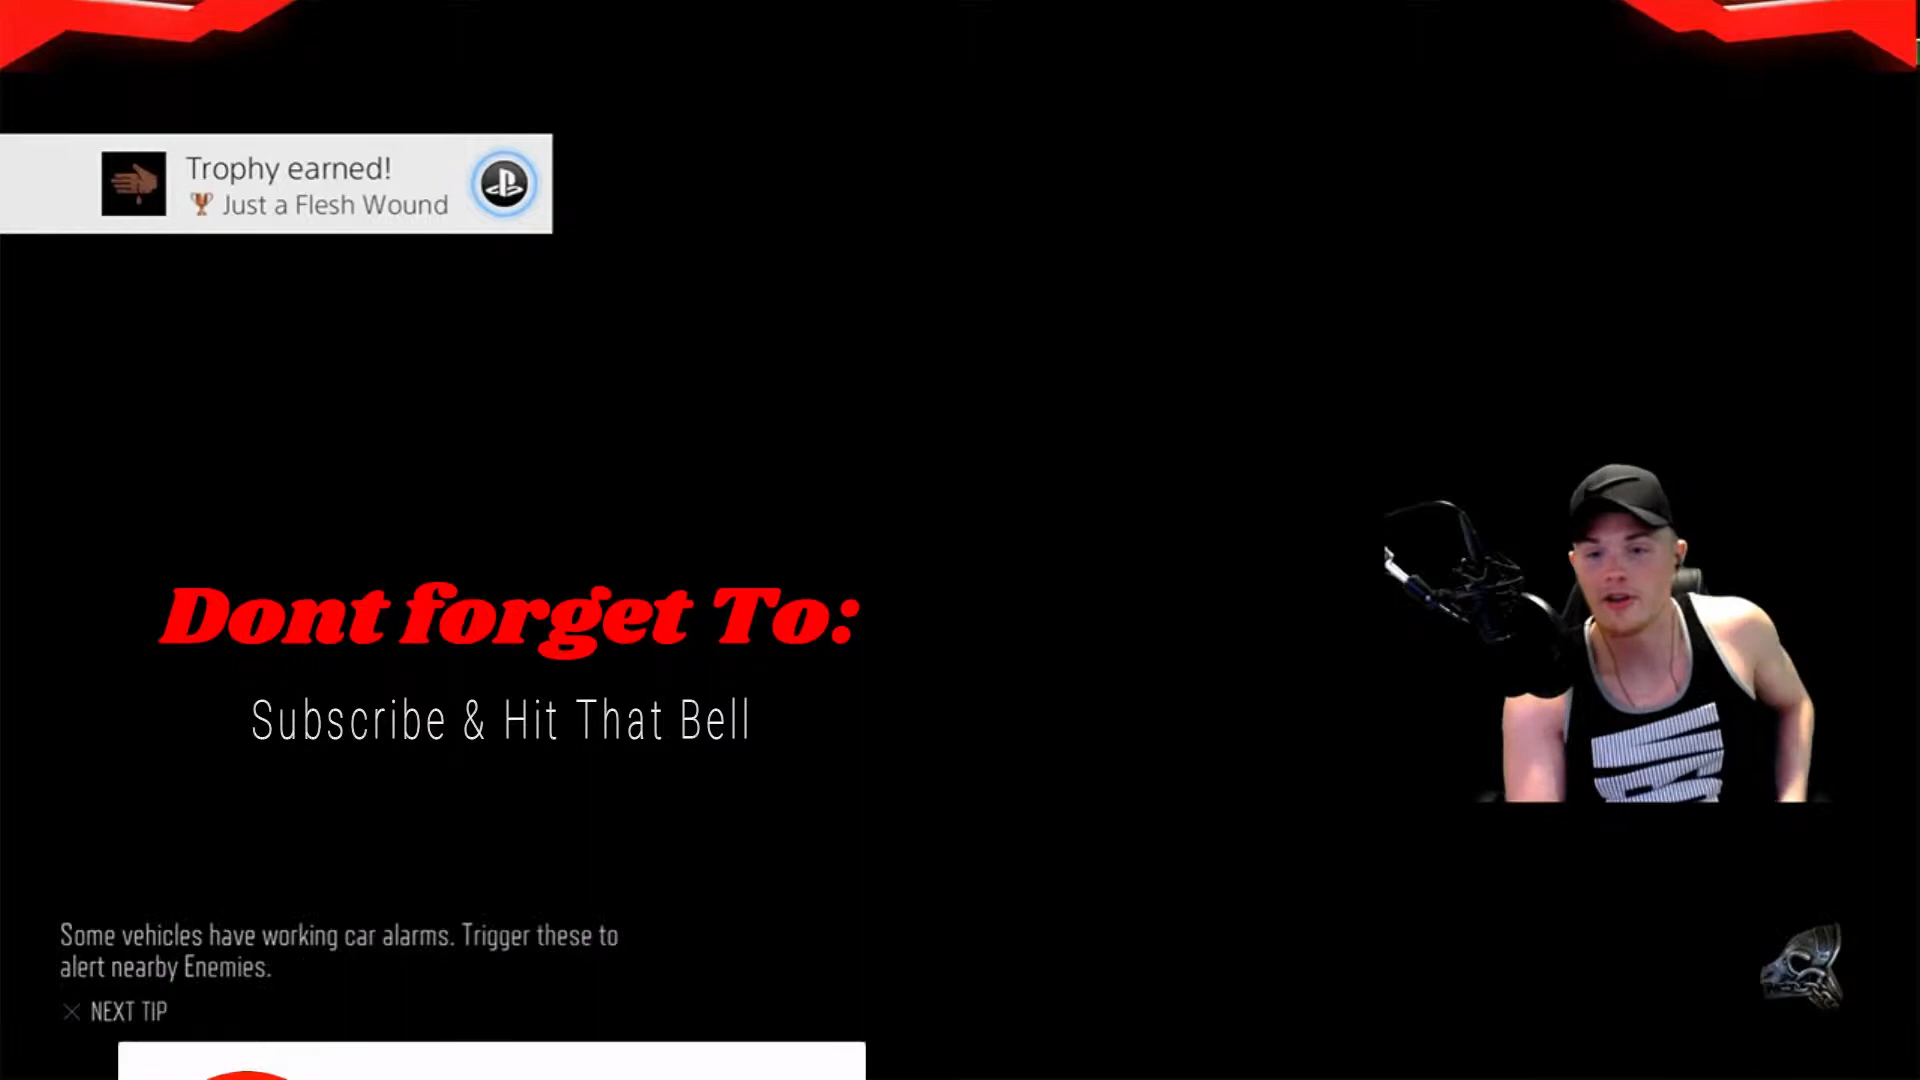 Trophy earned!
Just a Flesh Wound
Dont forget To:
Subscribe & Hit That Bell
Some vehicles have working car alarms. Trigger these to
alert nearby Enemies.
NEXT TIP